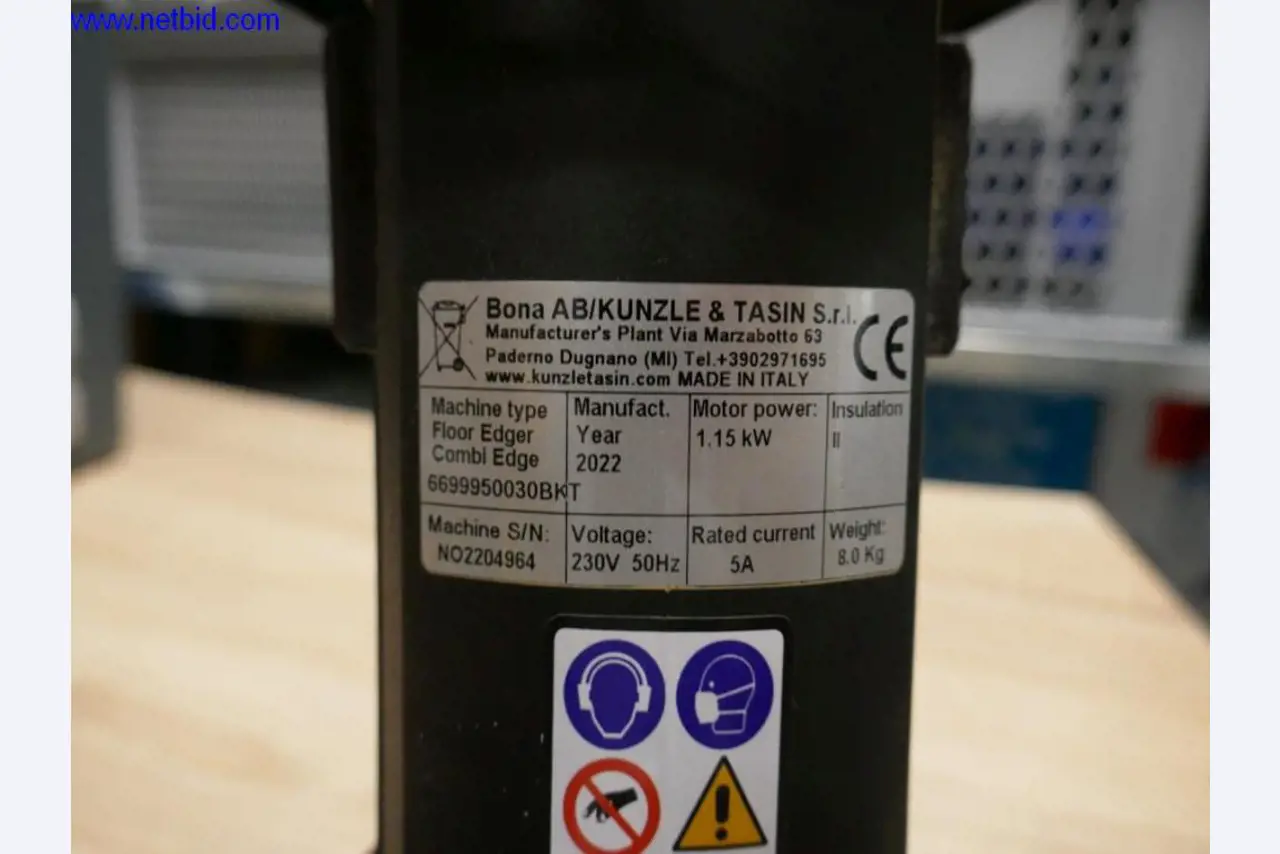 www.netbid.com
Bona AB/KUNZLE & TASIN S.r.l.
Manufacturer's Plant Via Marzabotto 63
Paderno Dugnano (MI) Tel.+3902971695
www.kunzletasin.com MADE IN ITALY
CE
Machine type
Floor Edger
Combi Edge
6699950030BKT
Manufact.
Year
2022
Motor power:
1.15 kW
Insulation
II
Machine S/N:
NO2204964
Voltage:
230V 50Hz
Rated current
5A
Weight:
8.0 Kg